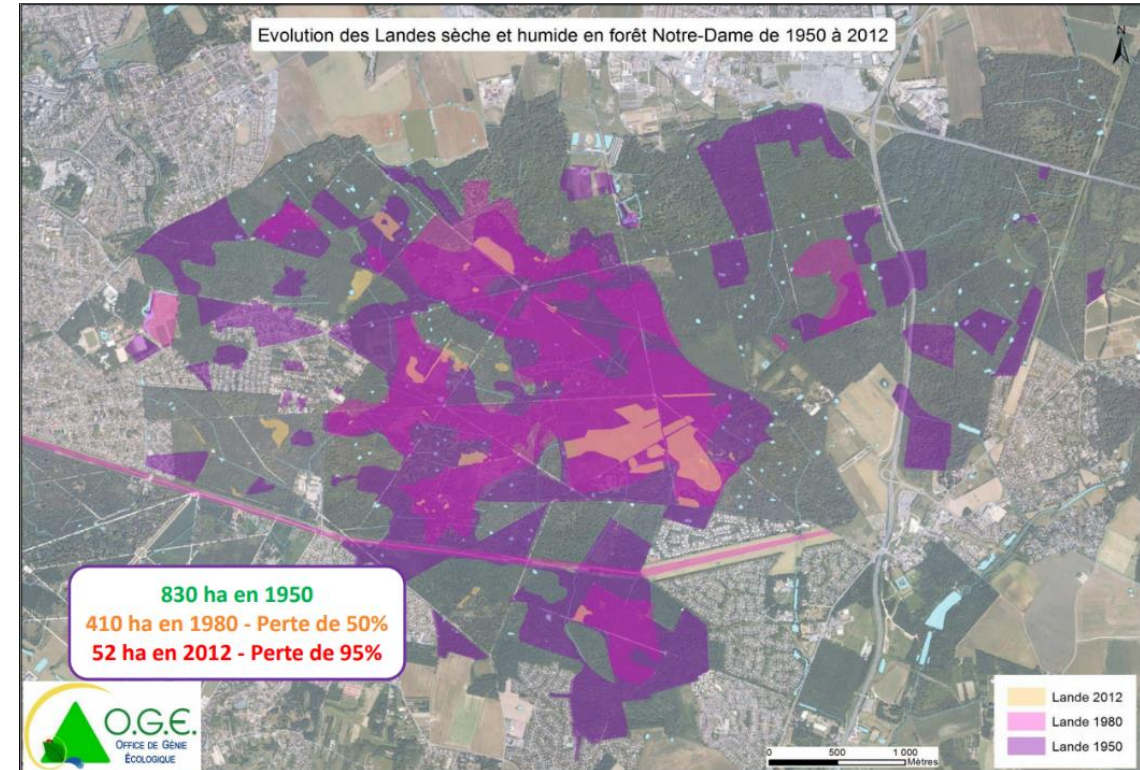 Evolution des Landes sèche et humide en forêt Notre-Dame de 1950 à 2012
N
830 ha en 1950
410 ha en 1980 - Perte de 50%
52 ha en 2012 - Perte de 95%
O.G.E.
OFFICE DE GÉNIE
ÉCOLOGIQUE
Lande 2012
Lande 1980
Lande 1950
0 500 1 000
Mètres